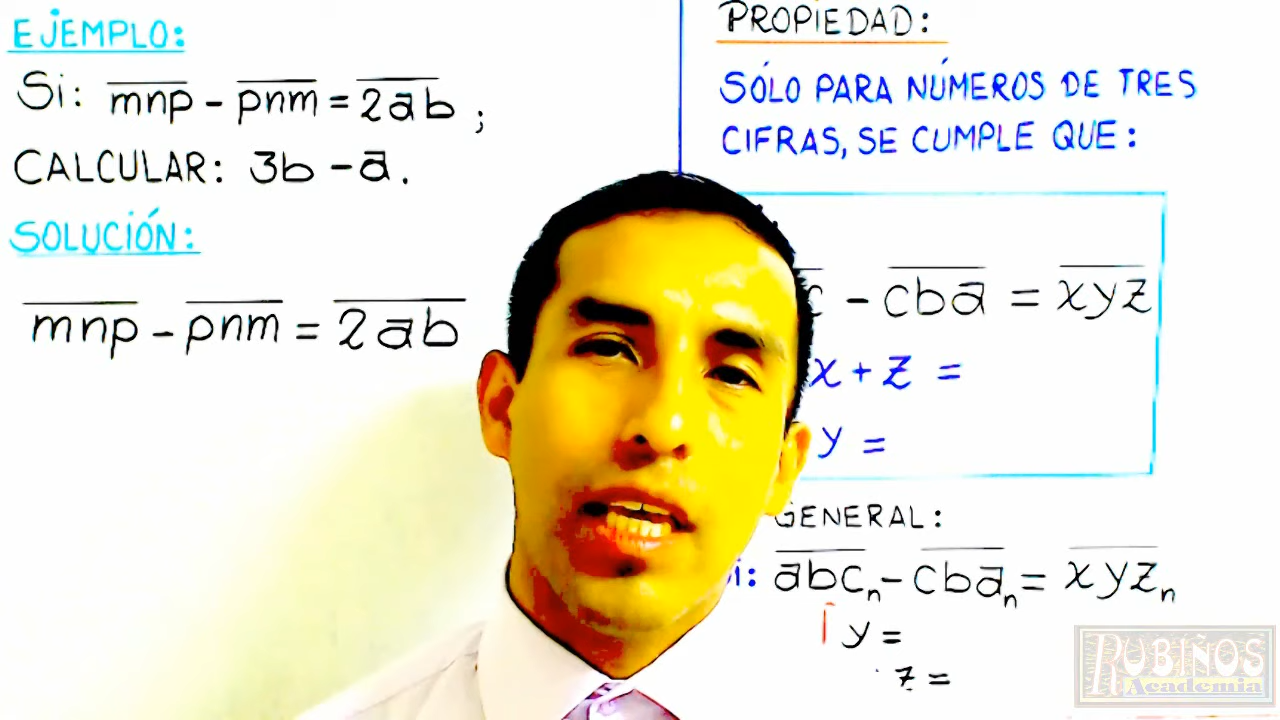 EJEMPLO:
Si: mnp - pnm = 2ab ;
CALCULAR: 3b - a.
SOLUCIÓN:
mnp - pnm = 2ab
PROPIEDAD:
SÓLO PARA NÚMEROS DE TRES
CIFRAS, SE CUMPLE QUE:
c - cba = xyz
x + z =
y =
GENERAL:
i: abcₙ - cbaₙ = xyzₙ
y =
z =
RUBIÑOS
Academia